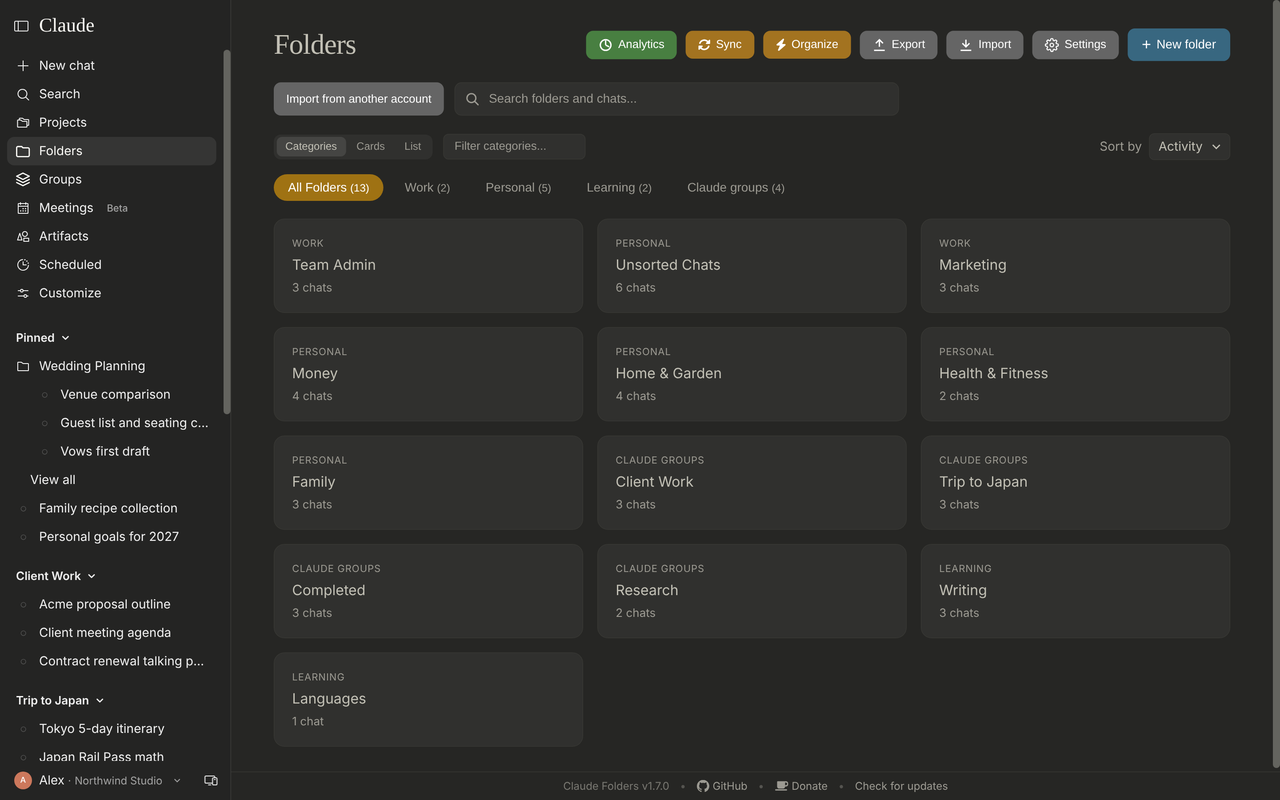 Claude
New chat
Search
Projects
Folders
Groups
Meetings Beta
Artifacts
Scheduled
Customize
Pinned
Wedding Planning
Venue comparison
Guest list and seating c...
Vows first draft
View all
Family recipe collection
Personal goals for 2027
Client Work
Acme proposal outline
Client meeting agenda
Contract renewal talking p...
Trip to Japan
Tokyo 5-day itinerary
Japan Rail Pass math
A Alex · Northwind Studio
Folders
Analytics
Sync
Organize
Export
Import
Settings
+ New folder
Import from another account
Search folders and chats...
Categories Cards List
Filter categories...
Sort by Activity
All Folders (13) Work (2) Personal (5) Learning (2) Claude groups (4)
WORK
Team Admin
3 chats
PERSONAL
Unsorted Chats
6 chats
WORK
Marketing
3 chats
PERSONAL
Money
4 chats
PERSONAL
Home & Garden
4 chats
PERSONAL
Health & Fitness
2 chats
PERSONAL
Family
3 chats
CLAUDE GROUPS
Client Work
3 chats
CLAUDE GROUPS
Trip to Japan
3 chats
CLAUDE GROUPS
Completed
3 chats
CLAUDE GROUPS
Research
2 chats
LEARNING
Writing
3 chats
LEARNING
Languages
1 chat
Claude Folders v1.7.0 • GitHub • Donate • Check for updates